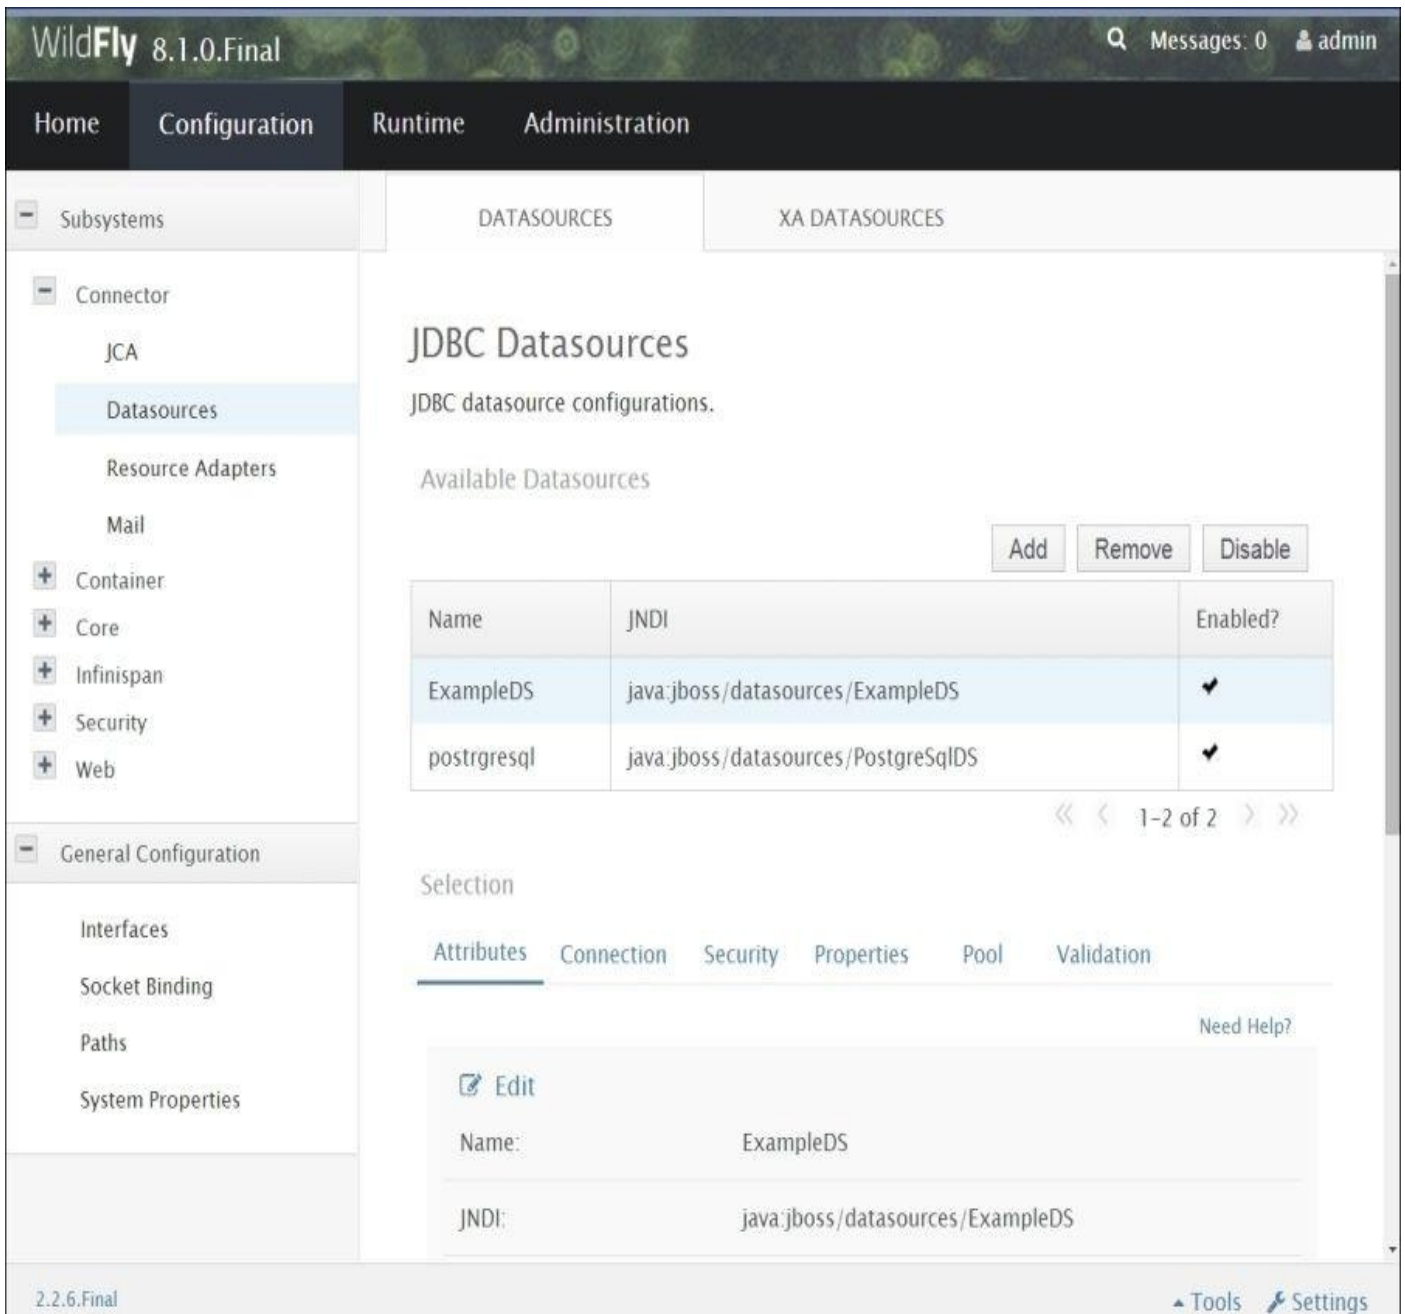 WildFly 8.1.0.Final
Messages: 0 admin
Home Configuration Runtime Administration
Subsystems
Connector
JCA
Datasources
Resource Adapters
Mail
Container
Core
Infinispan
Security
Web
General Configuration
Interfaces
Socket Binding
Paths
System Properties
DATASOURCES XA DATASOURCES
JDBC Datasources
JDBC datasource configurations.
Available Datasources
Add Remove Disable
Name JNDI Enabled?
ExampleDS java:jboss/datasources/ExampleDS
postrgresql java:jboss/datasources/PostgreSqlDS
1-2 of 2
Selection
Attributes Connection Security Properties Pool Validation
Need Help?
Edit
Name: ExampleDS
JNDI: java:jboss/datasources/ExampleDS
2.2.6.Final Tools Settings